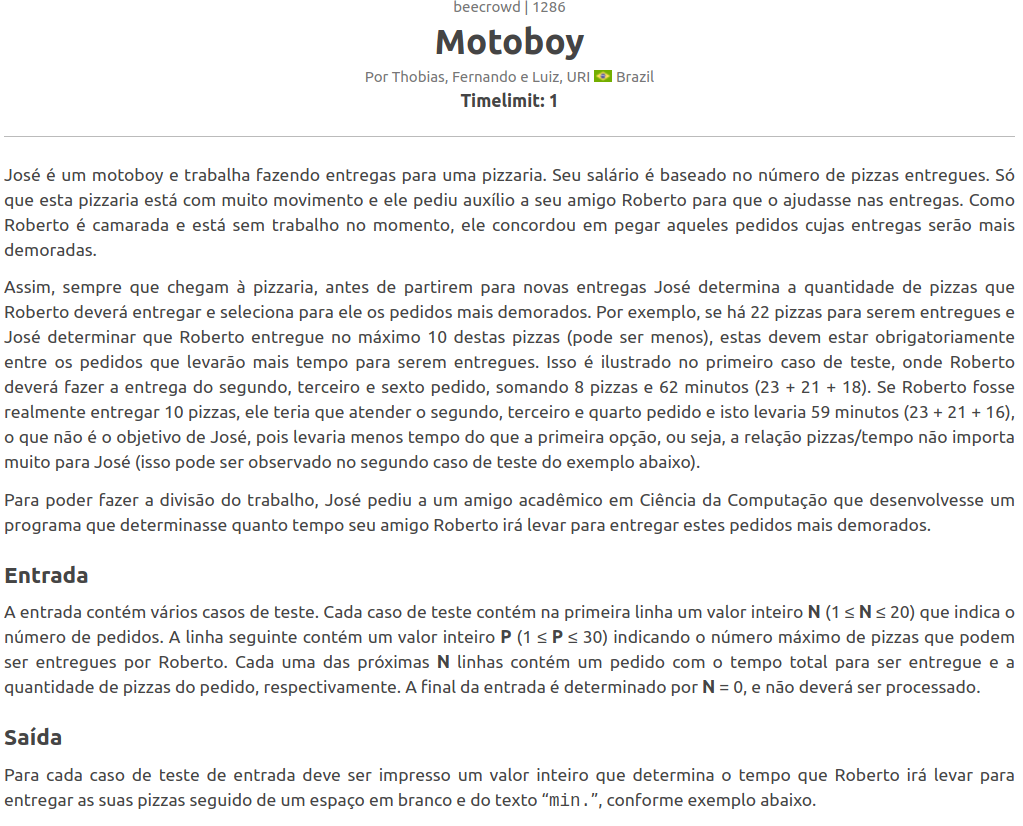 beecrowd | 1286
Motoboy
Por Thobias, Fernando e Luiz, URI Brazil
Timelimit: 1
José é um motoboy e trabalha fazendo entregas para uma pizzaria. Seu salário é baseado no número de pizzas entregues. Só
que esta pizzaria está com muito movimento e ele pediu auxílio a seu amigo Roberto para que o ajudasse nas entregas. Como
Roberto é camarada e está sem trabalho no momento, ele concordou em pegar aqueles pedidos cujas entregas serão mais
demoradas.
Assim, sempre que chegam à pizzaria, antes de partirem para novas entregas José determina a quantidade de pizzas que
Roberto deverá entregar e seleciona para ele os pedidos mais demorados. Por exemplo, se há 22 pizzas para serem entregues e
José determinar que Roberto entregue no máximo 10 destas pizzas (pode ser menos), estas devem estar obrigatoriamente
entre os pedidos que levarão mais tempo para serem entregues. Isso é ilustrado no primeiro caso de teste, onde Roberto
deverá fazer a entrega do segundo, terceiro e sexto pedido, somando 8 pizzas e 62 minutos (23 + 21 + 18). Se Roberto fosse
realmente entregar 10 pizzas, ele teria que atender o segundo, terceiro e quarto pedido e isto levaria 59 minutos (23 + 21 + 16),
o que não é o objetivo de José, pois levaria menos tempo do que a primeira opção, ou seja, a relação pizzas/tempo não importa
muito para José (isso pode ser observado no segundo caso de teste do exemplo abaixo).
Para poder fazer a divisão do trabalho, José pediu a um amigo acadêmico em Ciência da Computação que desenvolvesse um
programa que determinasse quanto tempo seu amigo Roberto irá levar para entregar estes pedidos mais demorados.
Entrada
A entrada contém vários casos de teste. Cada caso de teste contém na primeira linha um valor inteiro N (1 ≤ N ≤ 20) que indica o
número de pedidos. A linha seguinte contém um valor inteiro P (1 ≤ P ≤ 30) indicando o número máximo de pizzas que podem
ser entregues por Roberto. Cada uma das próximas N linhas contém um pedido com o tempo total para ser entregue e a
quantidade de pizzas do pedido, respectivamente. A final da entrada é determinado por N = 0, e não deverá ser processado.
Saída
Para cada caso de teste de entrada deve ser impresso um valor inteiro que determina o tempo que Roberto irá levar para
entregar as suas pizzas seguido de um espaço em branco e do texto “min.”, conforme exemplo abaixo.